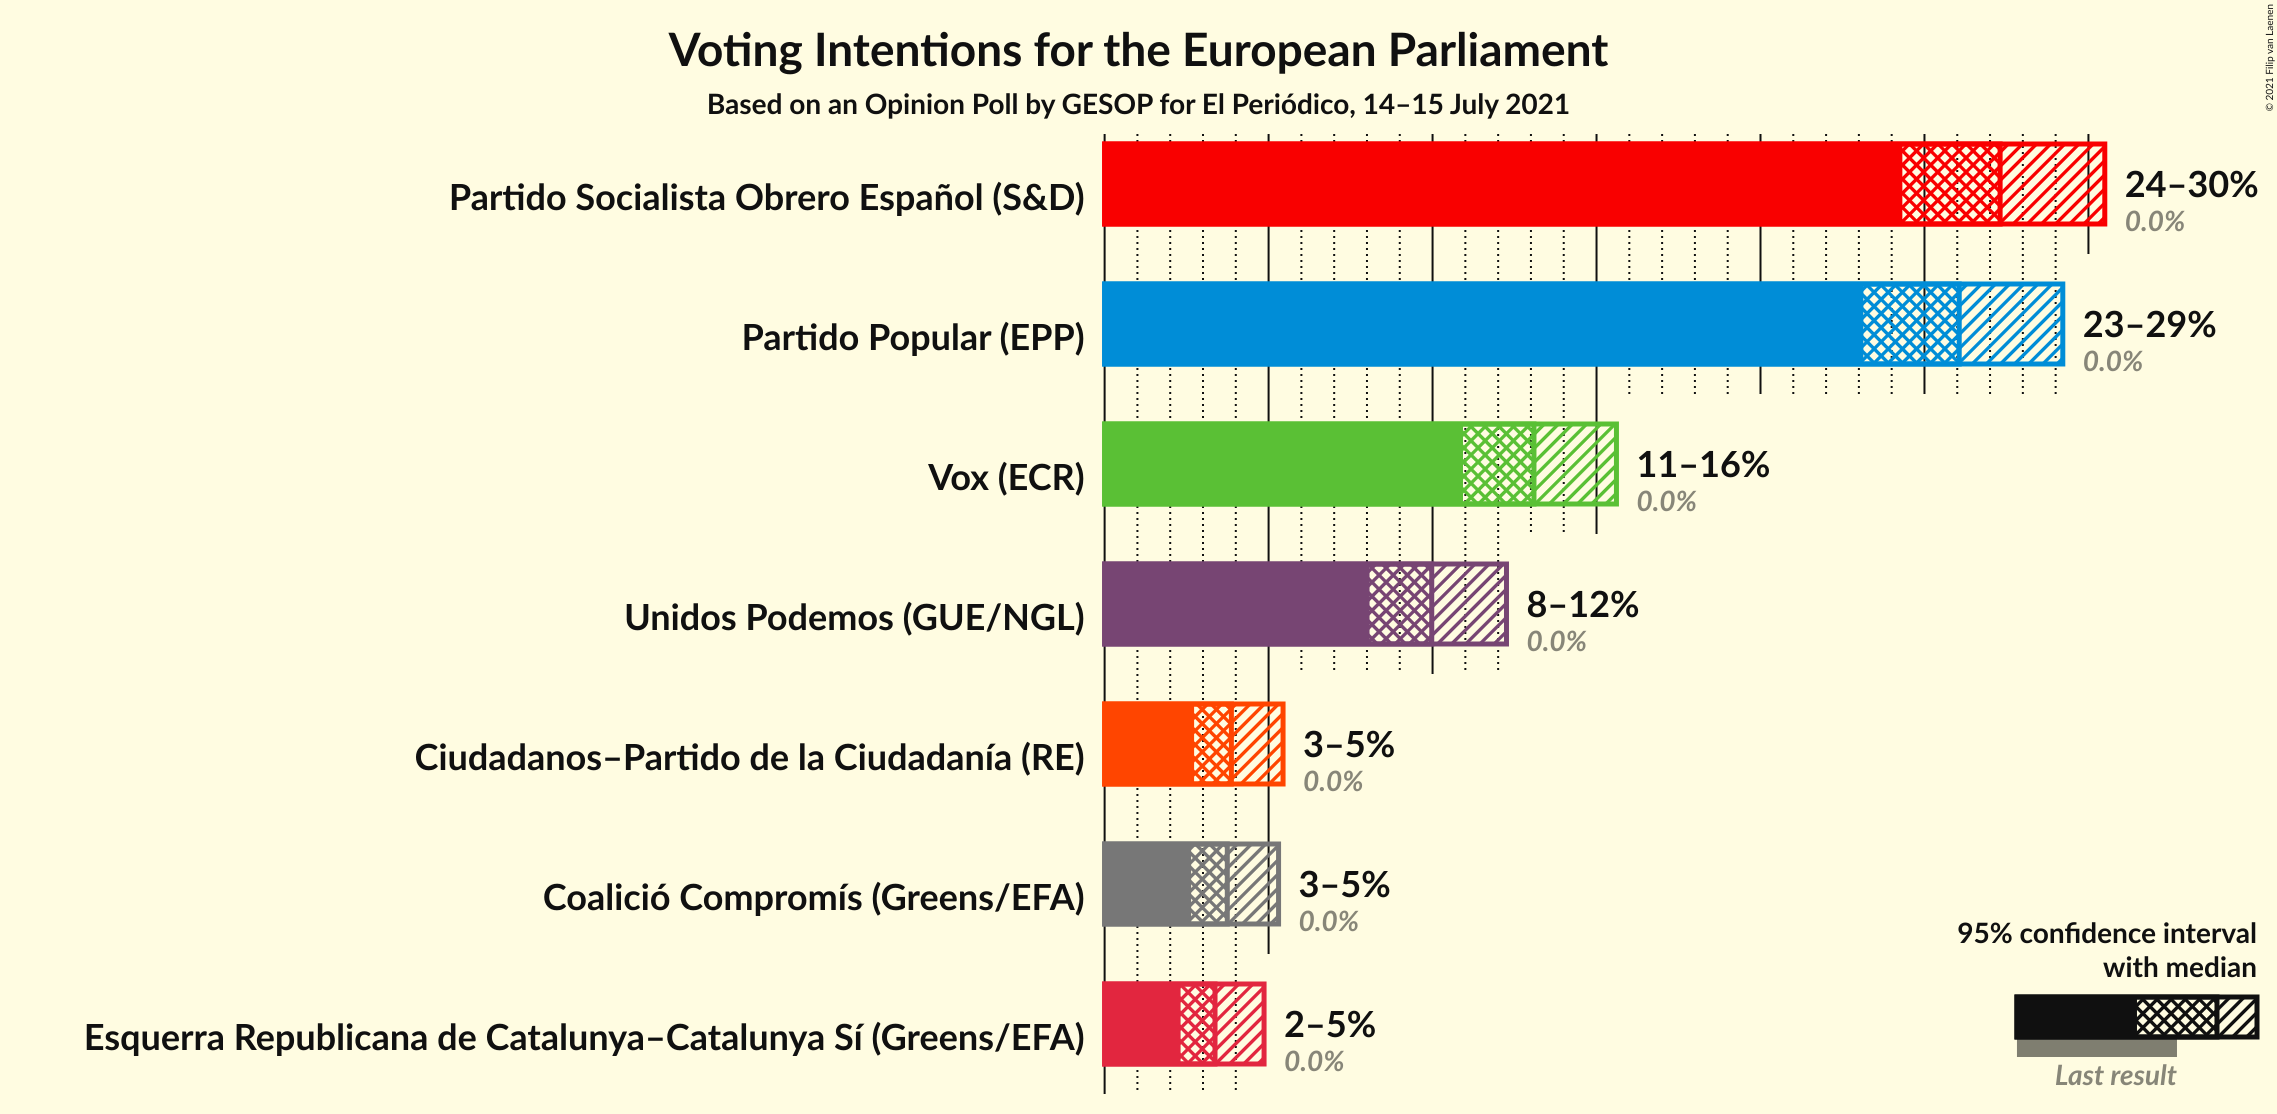 Voting Intentions for the European Parliament
Based on an Opinion Poll by GESOP for El Periódico, 14–15 July 2021
© 2021 Filip van Laenen
Partido Socialista Obrero Español (S&D)
24–30%
0.0%
Partido Popular (EPP)
23–29%
0.0%
Vox (ECR)
11–16%
0.0%
Unidos Podemos (GUE/NGL)
8–12%
0.0%
Ciudadanos–Partido de la Ciudadanía (RE)
3–5%
0.0%
Coalició Compromís (Greens/EFA)
3–5%
0.0%
Esquerra Republicana de Catalunya–Catalunya Sí (Greens/EFA)
2–5%
0.0%
95% confidence interval
with median
Last result